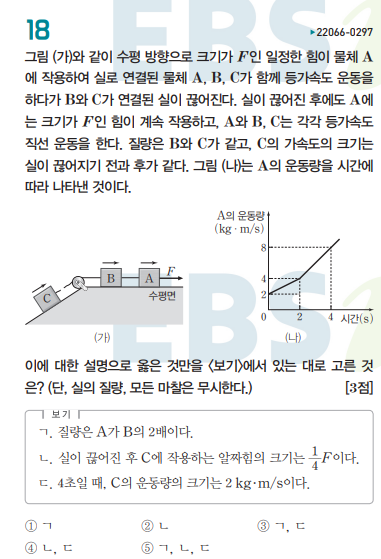 18
▶22066-0297
그림 (가)와 같이 수평 방향으로 크기가 F인 일정한 힘이 물체 A
에 작용하여 실로 연결된 물체 A, B, C가 함께 등가속도 운동을
하다가 B와 C가 연결된 실이 끊어진다. 실이 끊어진 후에도 A에
는 크기가 F인 힘이 계속 작용하고, A와 B, C는 각각 등가속도
직선 운동을 한다. 질량은 B와 C가 같고, C의 가속도의 크기는
실이 끊어지기 전과 후가 같다. 그림 (나)는 A의 운동량을 시간에
따라 나타낸 것이다.
C
B
A
F
수평면
(가)
A의 운동량
(kg·m/s)
8
4
2
0
2
4
시간(s)
(나)
이에 대한 설명으로 옳은 것만을 <보기>에서 있는 대로 고른 것
은? (단, 실의 질량, 모든 마찰은 무시한다.)
[3점]
보기
ㄱ. 질량은 A가 B의 2배이다.
ㄴ. 실이 끊어진 후 C에 작용하는 알짜힘의 크기는 1/4F이다.
ㄷ. 4초일 때, C의 운동량의 크기는 2 kg·m/s이다.
① ㄱ ② ㄴ ③ ㄱ, ㄷ
④ ㄴ, ㄷ ⑤ ㄱ, ㄴ, ㄷ
EBS
EBS